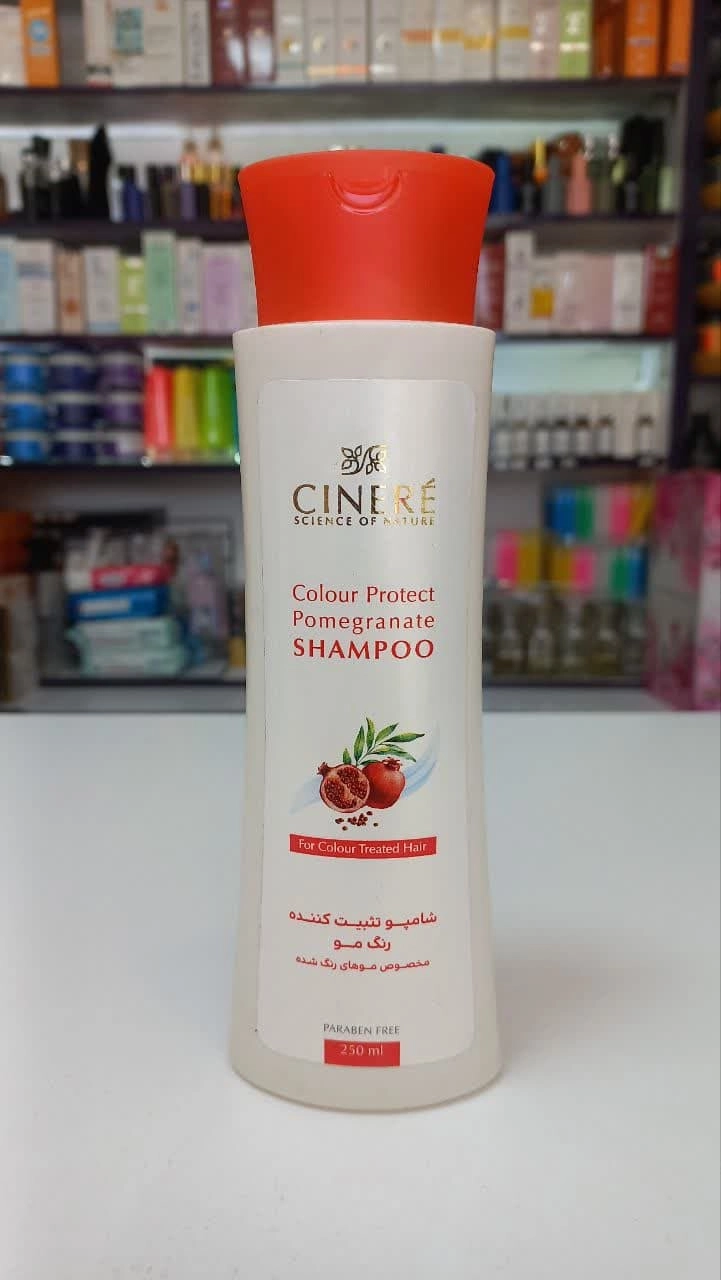 CINERÉ
SCIENCE OF NATURE
Colour Protect
Pomegranate
SHAMPOO
For Colour Treated Hair
شامپو تثبیت کننده
رنگ مو
مخصوص موهای رنگ شده
PARABEN FREE
250 ml